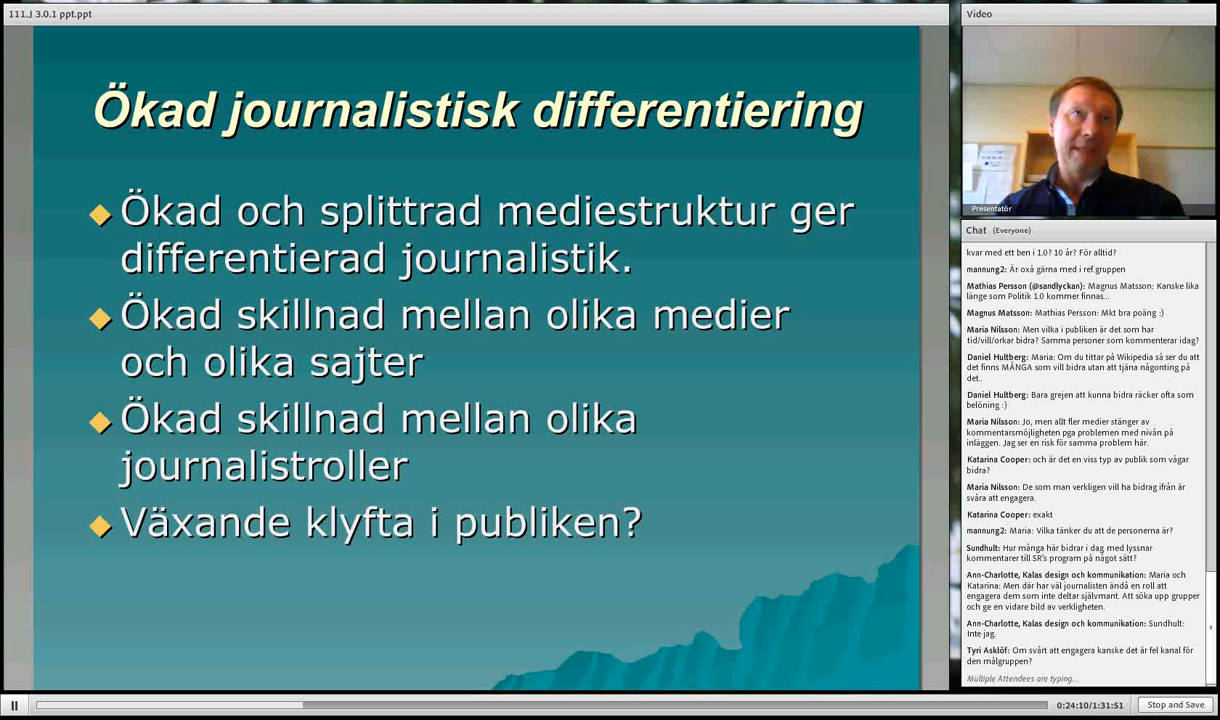 111.J 3.0.1 ppt.ppt
Ökad journalistisk differentiering
Ökad och splittrad mediestruktur ger
differentierad journalistik.
Ökad skillnad mellan olika medier
och olika sajter
Ökad skillnad mellan olika
journalistroller
Växande klyfta i publiken?
Video
Presentatör
Chat (Everyone)
kvar med ett ben i 1.0? 10 år? För alltid?
mannung2: Är oxå gärna med i ref.gruppen
Mathias Persson (@sandlyckan): Magnus Matsson: Kanske lika
länge som Politik 1.0 kommer finnas...
Magnus Matsson: Mathias Persson: Mkt bra poäng :)
Maria Nilsson: Men vilka i publiken är det som har
tid/vill/orkar bidra? Samma personer som kommenterar idag?
Daniel Hultberg: Maria: Om du tittar på Wikipedia så ser du att
det finns MÅNGA som vill bidra utan att tjäna någonting på
det..
Daniel Hultberg: Bara grejen att kunna bidra räcker ofta som
belöning :)
Maria Nilsson: Jo, men allt fler medier stänger av
kommentarsmöjligheten pga problemen med nivån på
inläggen. Jag ser en risk för samma problem här.
Katarina Cooper: och är det en viss typ av publik som vågar
bidra?
Maria Nilsson: De som man verkligen vill ha bidrag ifrån är
svåra att engagera.
Katarina Cooper: exakt
mannung2: Maria: Vilka tänker du att de personerna är?
Sundhult: Hur många här bidrar i dag med lyssnar
kommentarer till SR's program på något sätt?
Ann-Charlotte, Kalas design och kommunikation: Maria och
Katarina: Men där har väl journalisten ändå en roll att
engagera dem som inte deltar självmant. Att söka upp grupper
och ge en vidare bild av verkligheten.
Ann-Charlotte, Kalas design och kommunikation: Sundhult:
Inte jag.
Tyri Asklöf: Om svårt att engagera kanske det är fel kanal för
den målgruppen?
Multiple Attendees are typing...
0:24:10/1:31:51
Stop and Save